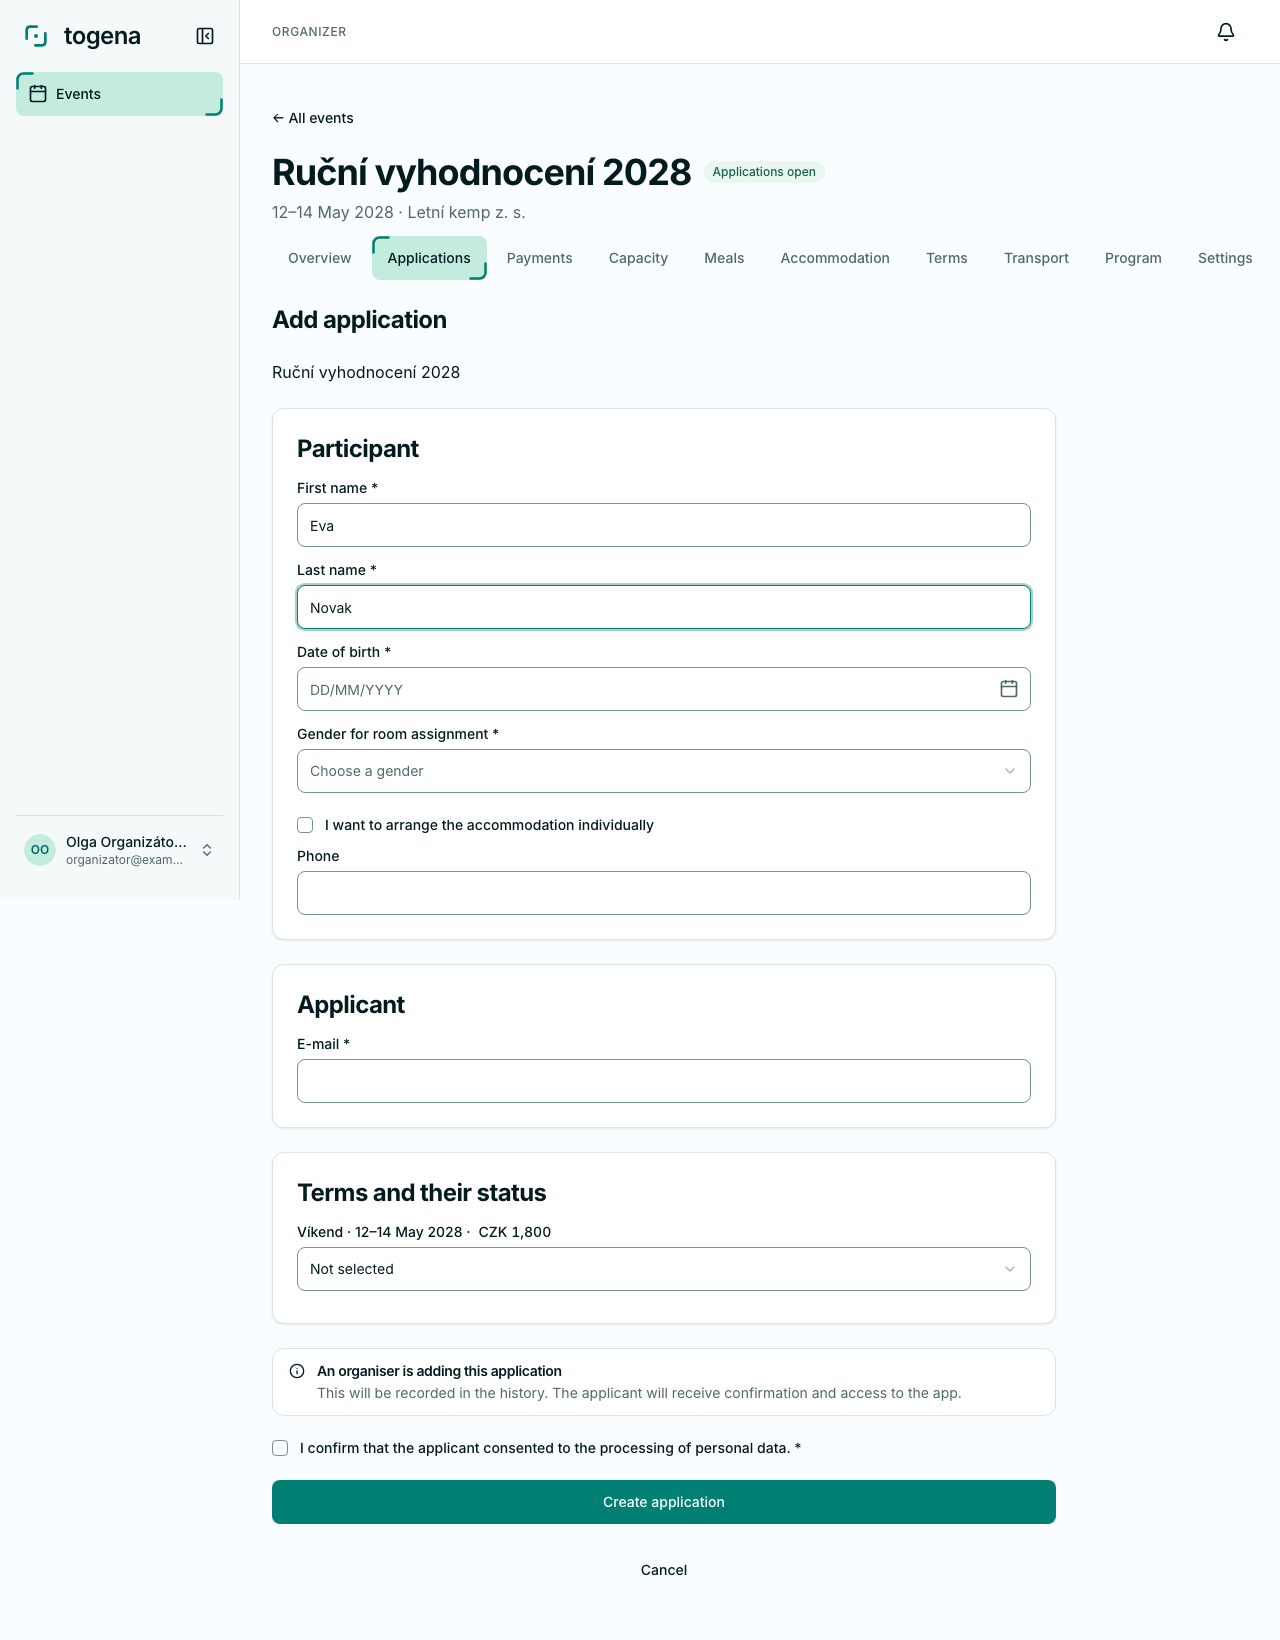 togena
ORGANIZER
Events
← All events
Ruční vyhodnocení 2028
Applications open
12–14 May 2028 · Letní kemp z. s.
Overview
Applications
Payments
Capacity
Meals
Accommodation
Terms
Transport
Program
Settings
Add application
Ruční vyhodnocení 2028
Participant
First name *
Eva
Last name *
Novak
Date of birth *
DD/MM/YYYY
Gender for room assignment *
Choose a gender
I want to arrange the accommodation individually
Phone
OO
Olga Organizáto...
organizator@exam...
Applicant
E-mail *
Terms and their status
Víkend · 12–14 May 2028 · CZK 1,800
Not selected
An organiser is adding this application
This will be recorded in the history. The applicant will receive confirmation and access to the app.
I confirm that the applicant consented to the processing of personal data. *
Create application
Cancel